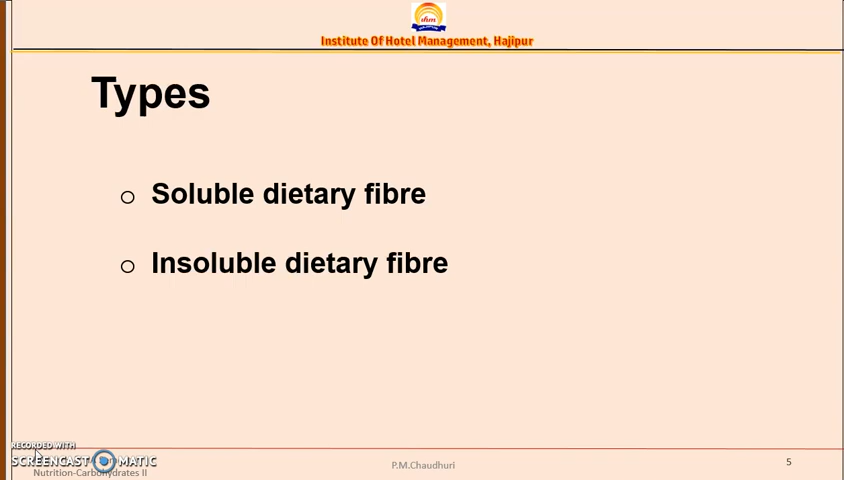 ihm
Institute Of Hotel Management, Hajipur
Types
o Soluble dietary fibre
o Insoluble dietary fibre
RECORDED WITH
SCREENCAST MATIC
Nutrition-Carbohydrates II
P.M.Chaudhuri
5